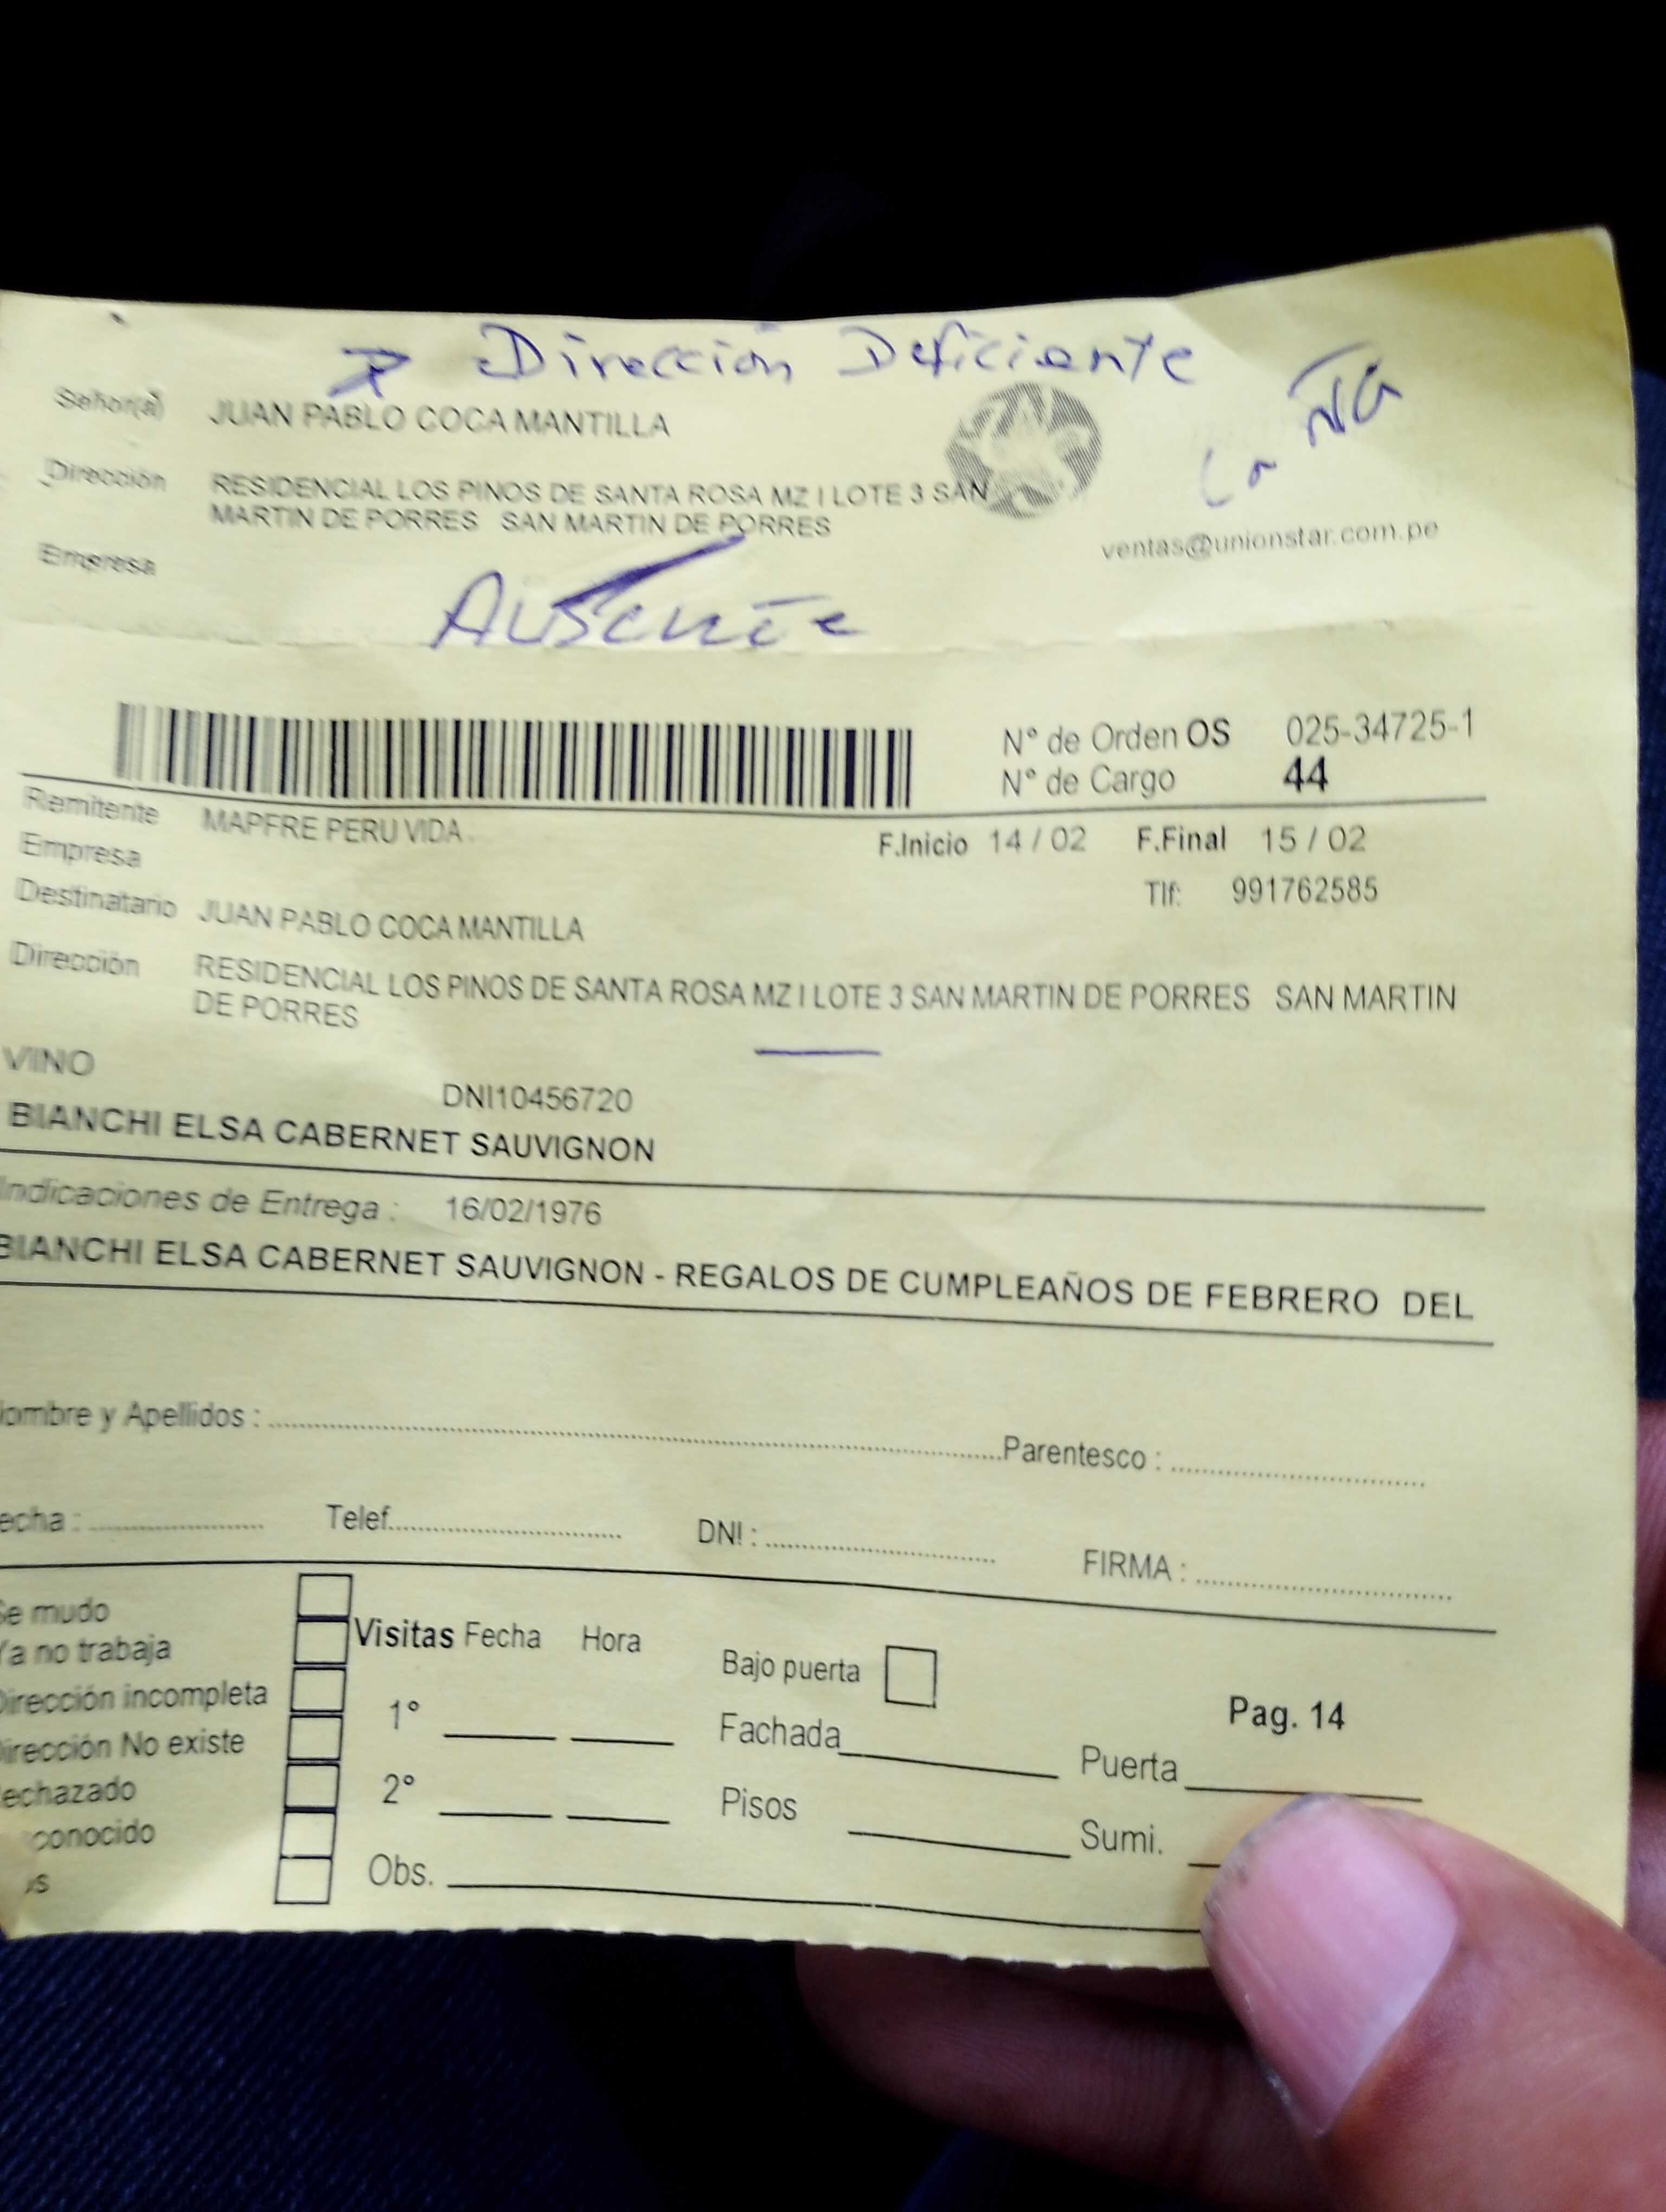 Dirección Deficiente
Señor(a) JUAN PABLO COCA MANTILLA
Dirección RESIDENCIAL LOS PINOS DE SANTA ROSA MZ I LOTE 3 SAN
MARTIN DE PORRES SAN MARTIN DE PORRES
ventas@unionstar.com.pe
Empresa
Ausente
N° de Orden OS 025-34725-1
N° de Cargo 44
Remitente MAPFRE PERU VIDA
F.Inicio 14 / 02 F.Final 15 / 02
Empresa
Tlf: 991762585
Destinatario JUAN PABLO COCA MANTILLA
Dirección RESIDENCIAL LOS PINOS DE SANTA ROSA MZ I LOTE 3 SAN MARTIN DE PORRES SAN MARTIN
DE PORRES
VINO
DNI10456720
BIANCHI ELSA CABERNET SAUVIGNON
Indicaciones de Entrega : 16/02/1976
BIANCHI ELSA CABERNET SAUVIGNON - REGALOS DE CUMPLEAÑOS DE FEBRERO DEL
ombre y Apellidos : Parentesco :
echa : Telef. DNI : FIRMA :
Se mudo
Ya no trabaja
Visitas Fecha Hora
Bajo puerta
Dirección incompleta
1°
Fachada
Pag. 14
Dirección No existe
Puerta
echazado
2°
Pisos
conocido
Sumi.
Obs.